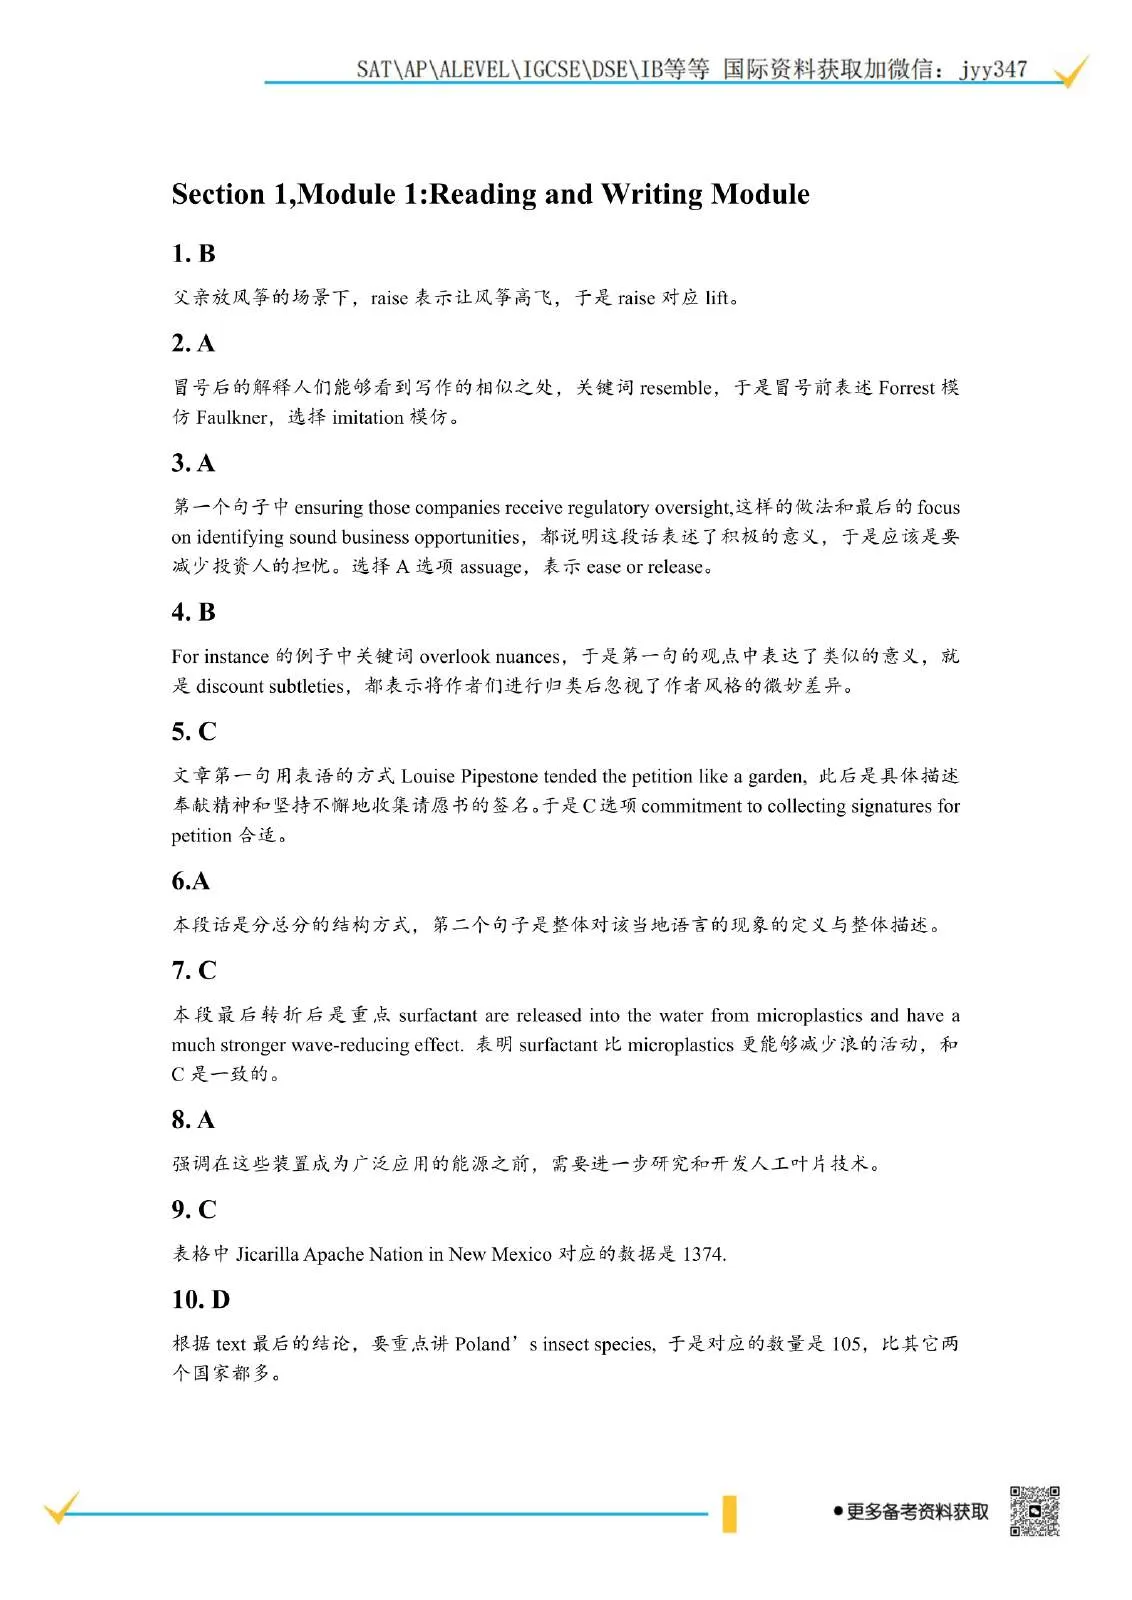 SAT\AP\ALEVEL\IGCSE\DSE\IB等等 国际资料获取加微信：jyy347
Section 1,Module 1:Reading and Writing Module
1. B
父亲放风筝的场景下，raise 表示让风筝高飞，于是 raise 对应 lift。
2. A
冒号后的解释人们能够看到写作的相似之处，关键词 resemble，于是冒号前表述 Forrest 模
仿 Faulkner，选择 imitation 模仿。
3. A
第一个句子中 ensuring those companies receive regulatory oversight,这样的做法和最后的 focus
on identifying sound business opportunities，都说明这段话表述了积极的意义，于是应该是要
减少投资人的担忧。选择 A 选项 assuage，表示 ease or release。
4. B
For instance 的例子中关键词 overlook nuances，于是第一句的观点中表达了类似的意义，就
是 discount subtleties，都表示将作者们进行归类后忽视了作者风格的微妙差异。
5. C
文章第一句用表语的方式 Louise Pipestone tended the petition like a garden, 此后是具体描述
奉献精神和坚持不懈地收集请愿书的签名。于是 C 选项 commitment to collecting signatures for
petition 合适。
6.A
本段话是分总分的结构方式，第二个句子是整体对该当地语言的现象的定义与整体描述。
7. C
本段最后转折后是重点 surfactant are released into the water from microplastics and have a
much stronger wave-reducing effect. 表明 surfactant 比 microplastics 更能够减少浪的活动，和
C 是一致的。
8. A
强调在这些装置成为广泛应用的能源之前，需要进一步研究和开发人工叶片技术。
9. C
表格中 Jicarilla Apache Nation in New Mexico 对应的数据是 1374.
10. D
根据 text 最后的结论，要重点讲 Poland’s insect species, 于是对应的数量是 105，比其它两
个国家都多。
●更多备考资料获取